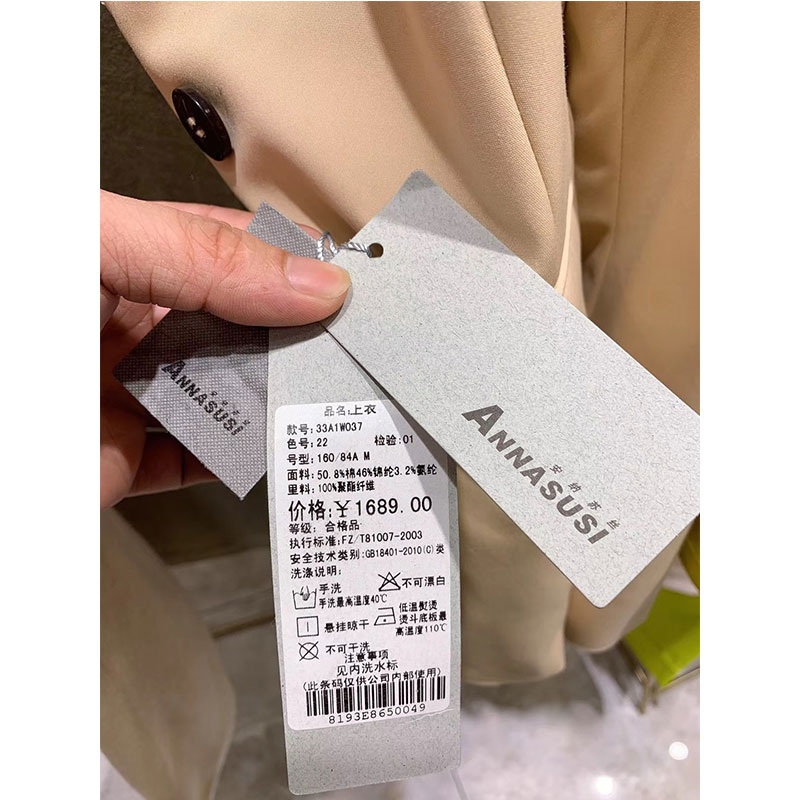 ANNASUSI
安纳苏丝
ANNASUSI
安纳苏丝
品名:上衣
款号:33A1W037
色号:22 检验:01
号型:160/84A M
面料:50.8%棉46%锦纶3.2%氨纶
里料:100%聚酯纤维
价格:¥1689.00
等级:合格品
执行标准:FZ/T81007-2003
安全技术类别:GB18401-2010(C)类
洗涤说明:
手洗 不可漂白
手洗最高温度40℃
悬挂晾干 低温熨烫
熨斗底板最
高温度110℃
不可干洗
注意事项
见内洗水标
(此条码仅供公司内部使用)
8193E8650049